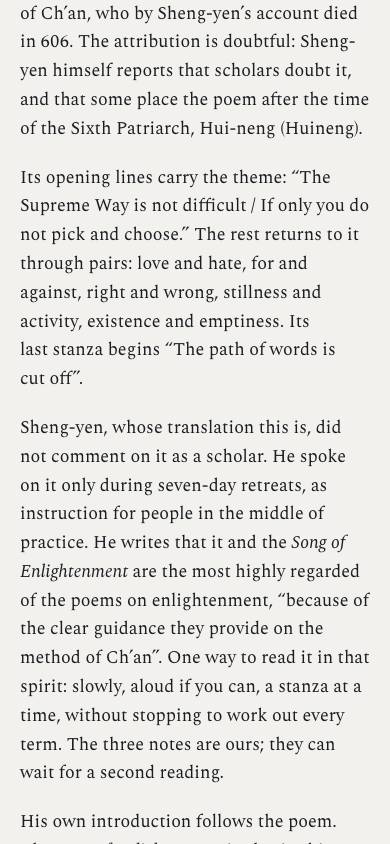 of Ch’an, who by Sheng-yen’s account died
in 606. The attribution is doubtful: Sheng-
yen himself reports that scholars doubt it,
and that some place the poem after the time
of the Sixth Patriarch, Hui-neng (Huineng).
Its opening lines carry the theme: “The
Supreme Way is not difficult / If only you do
not pick and choose.” The rest returns to it
through pairs: love and hate, for and
against, right and wrong, stillness and
activity, existence and emptiness. Its
last stanza begins “The path of words is
cut off”.
Sheng-yen, whose translation this is, did
not comment on it as a scholar. He spoke
on it only during seven-day retreats, as
instruction for people in the middle of
practice. He writes that it and the Song of
Enlightenment are the most highly regarded
of the poems on enlightenment, “because of
the clear guidance they provide on the
method of Ch’an”. One way to read it in that
spirit: slowly, aloud if you can, a stanza at a
time, without stopping to work out every
term. The three notes are ours; they can
wait for a second reading.
His own introduction follows the poem.